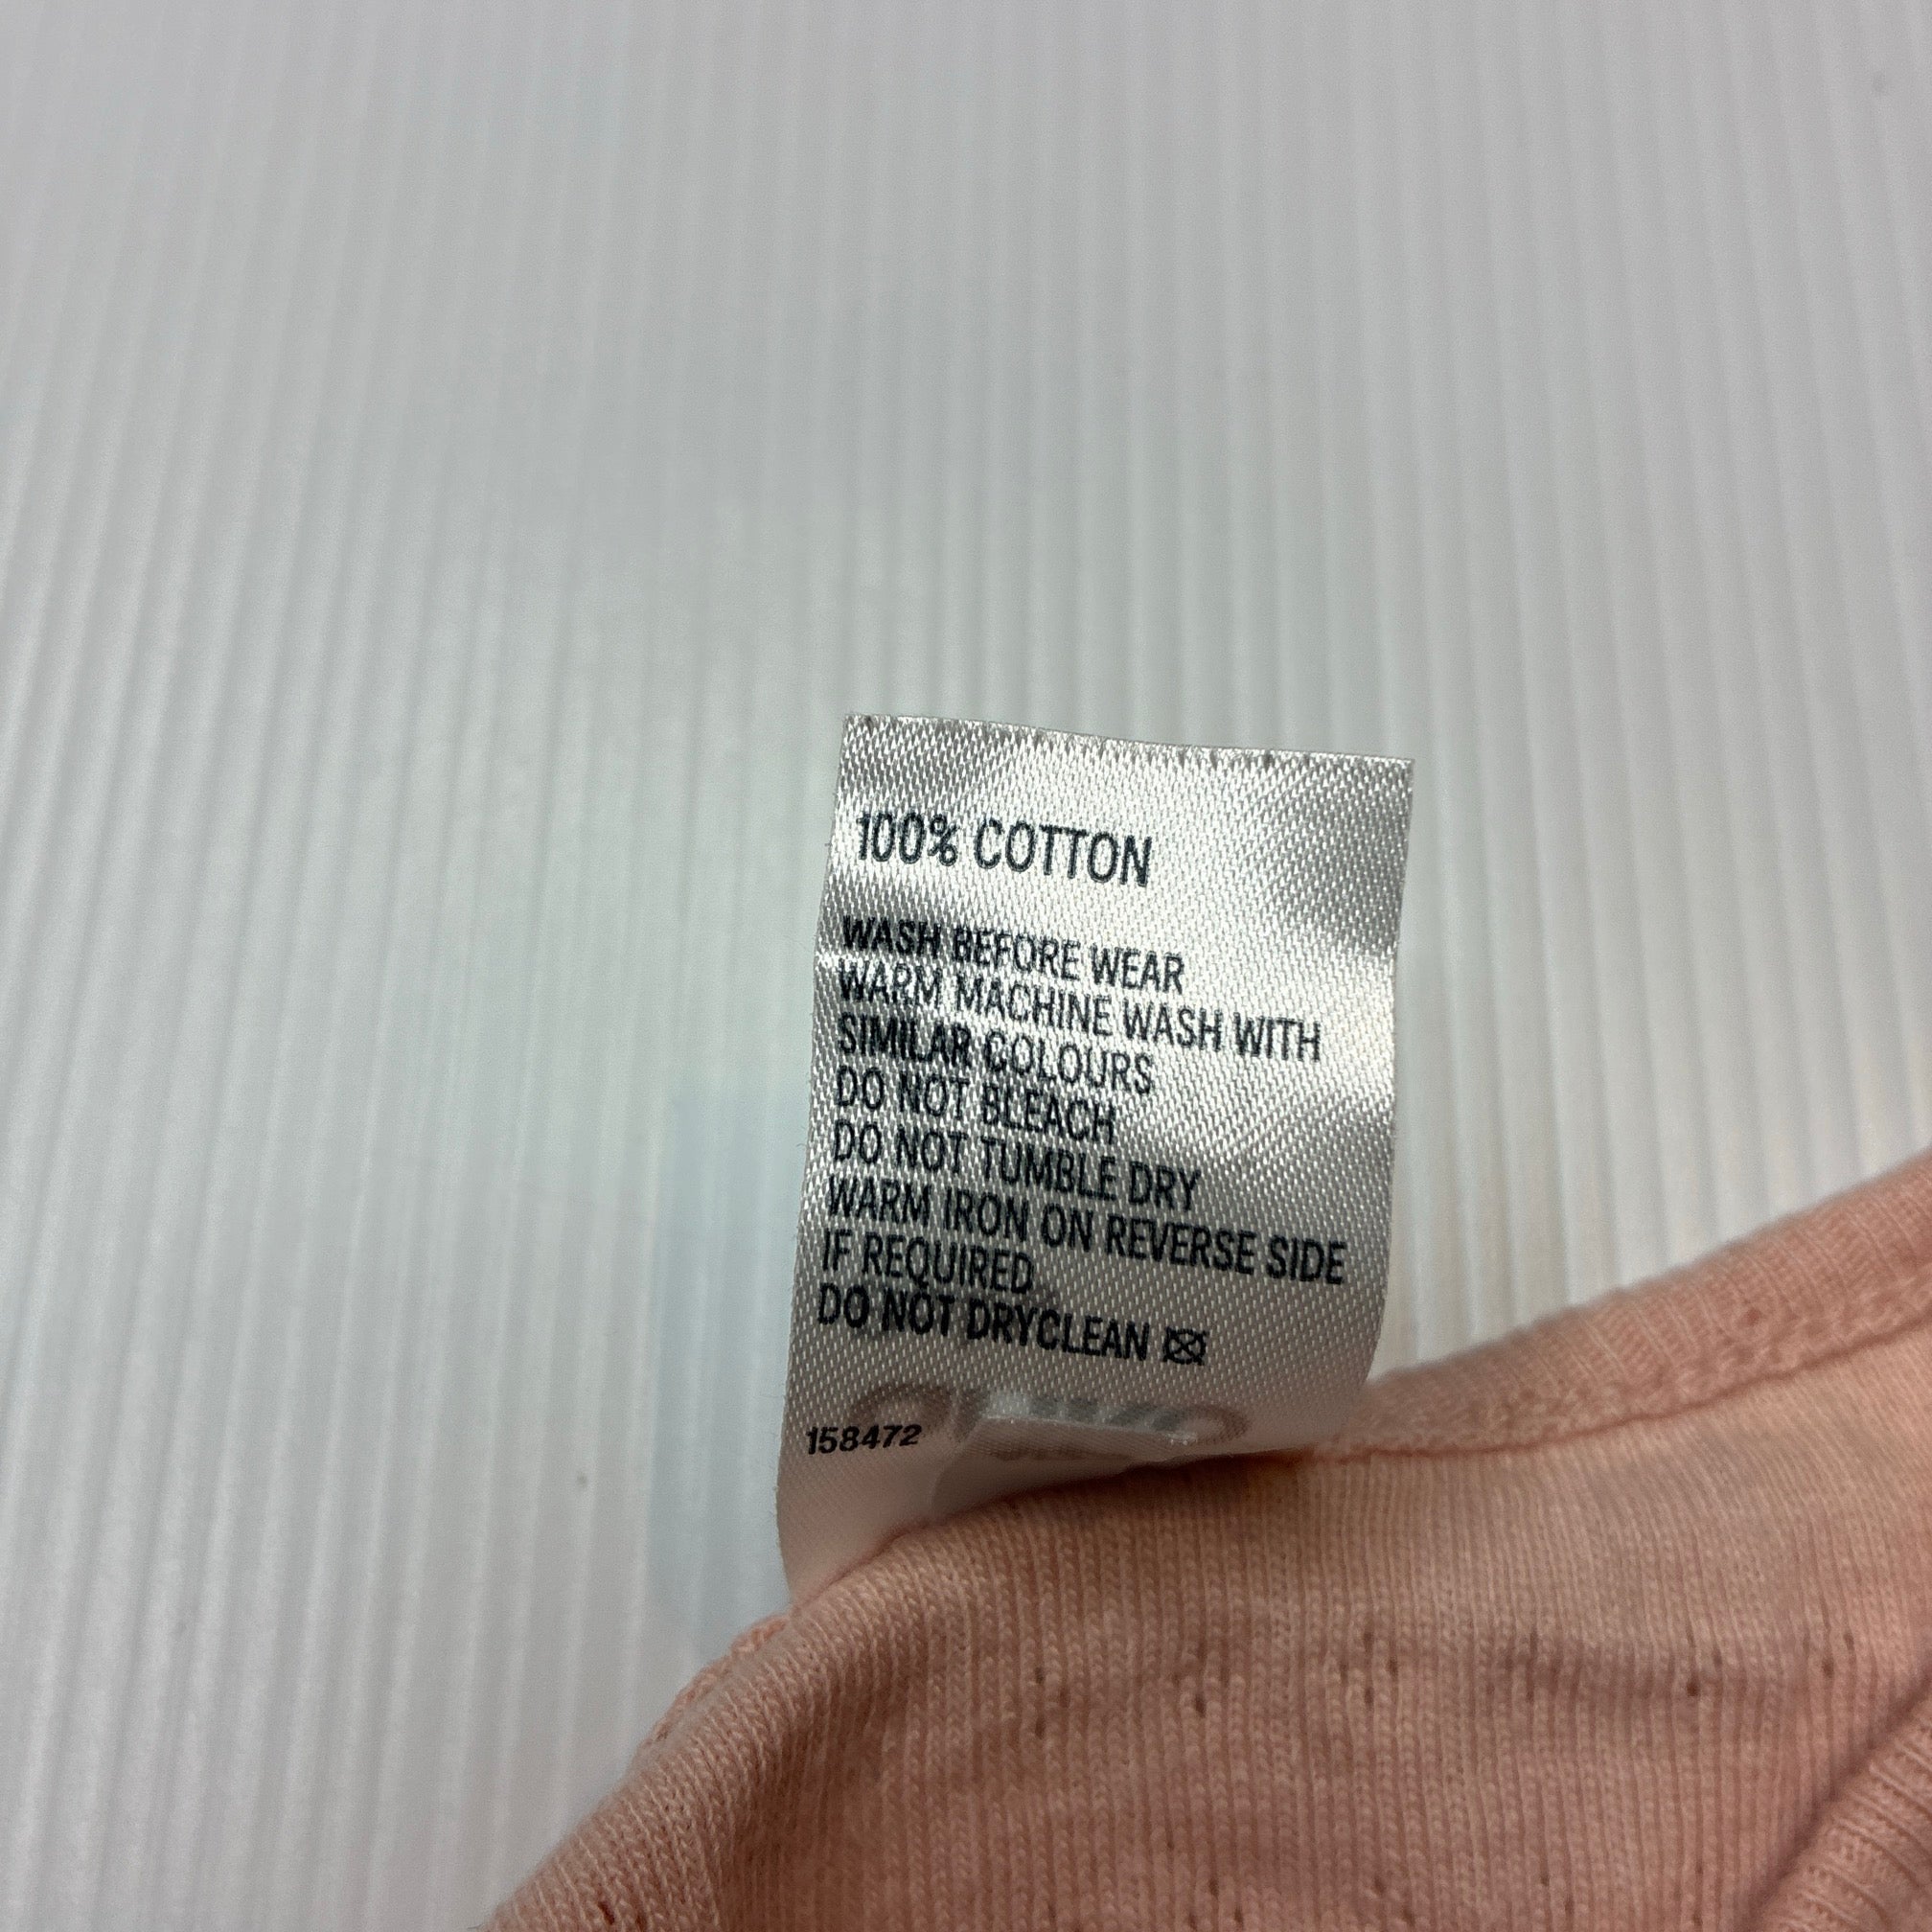 100% COTTON
WASH BEFORE WEAR
WARM MACHINE WASH WITH
SIMILAR COLOURS
DO NOT BLEACH
DO NOT TUMBLE DRY
WARM IRON ON REVERSE SIDE
IF REQUIRED
DO NOT DRYCLEAN
158472